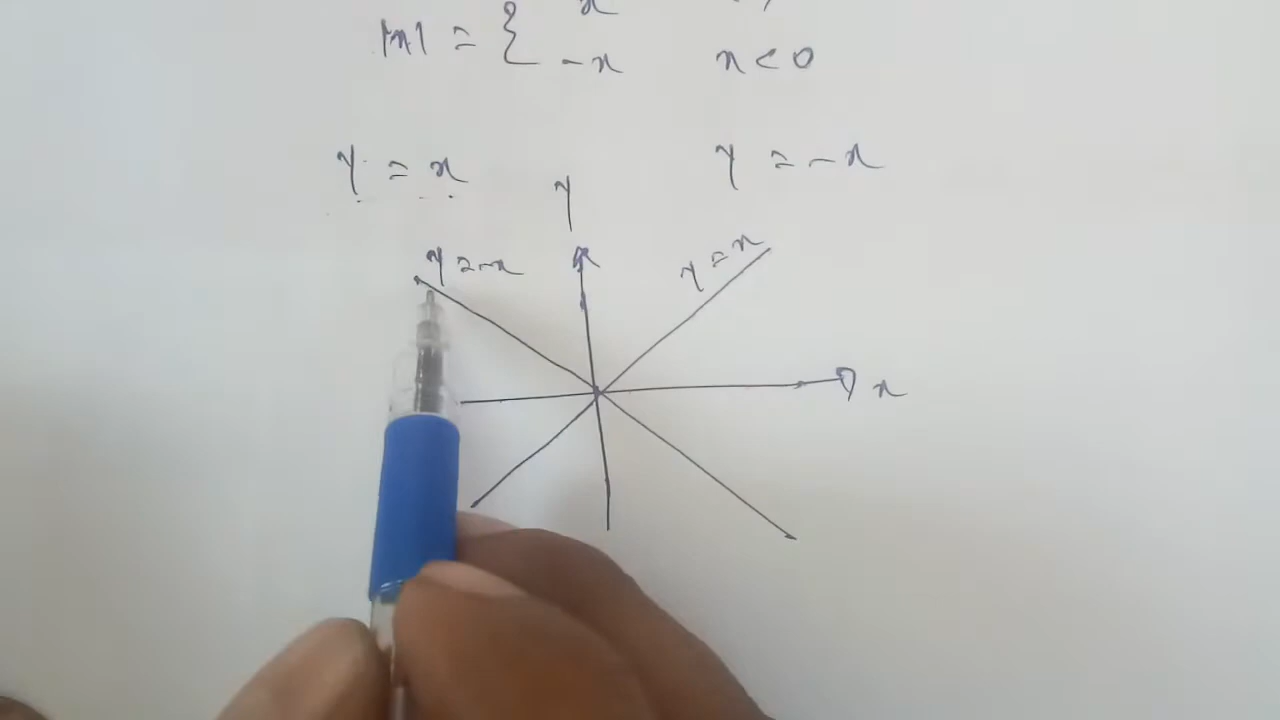 x
|x| = { -x x < 0
y = x y = -x
y
y = -x y = x
x